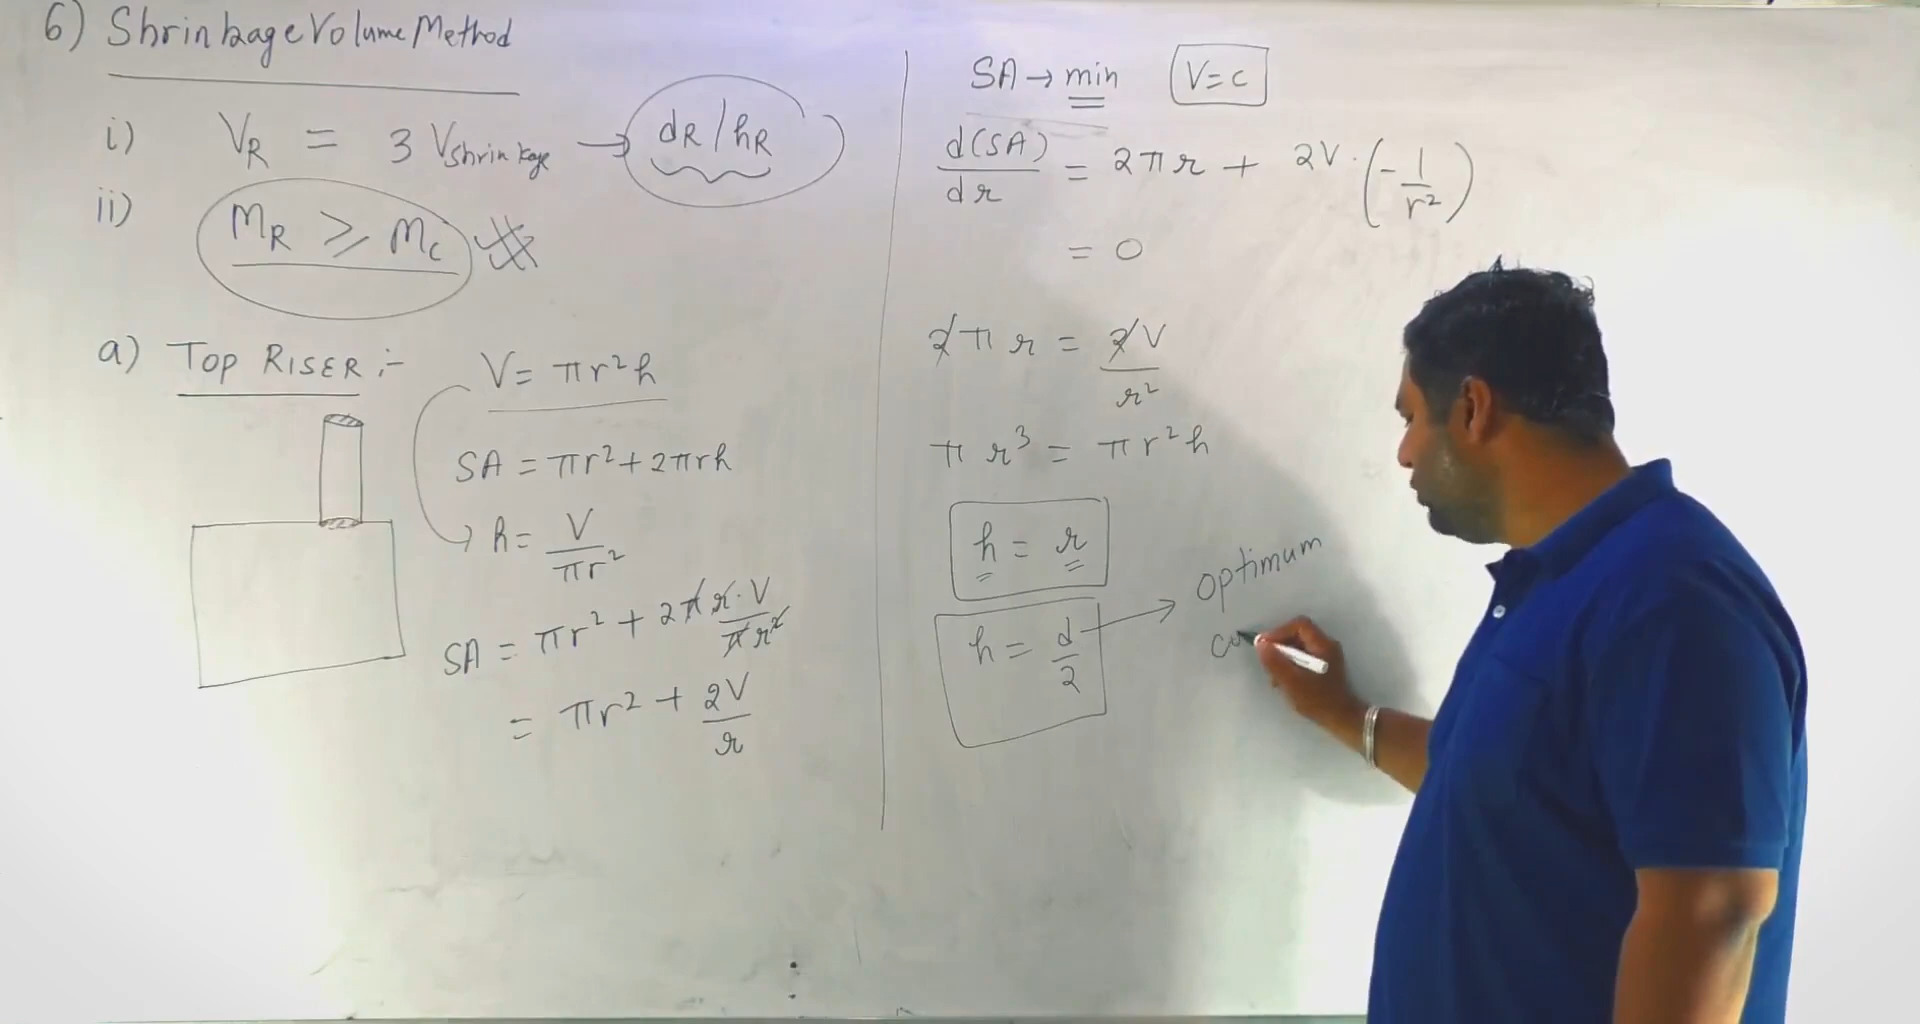 6) Shrinkage Volume Method
i) V_R = 3 V_shrinkage → d_R/h_R
ii) M_R ≥ M_c
a) TOP RISER :-
V = πr²h
SA = πr² + 2πrh
h = V/πr²
SA = πr² + 2πr·V/πr²
= πr² + 2V/r
SA → min V=c
d(SA)/dr = 2πr + 2V·(-1/r²)
= 0
2πr = 2V/r²
πr³ = πr²h
h = r
h = d/2 → optimum